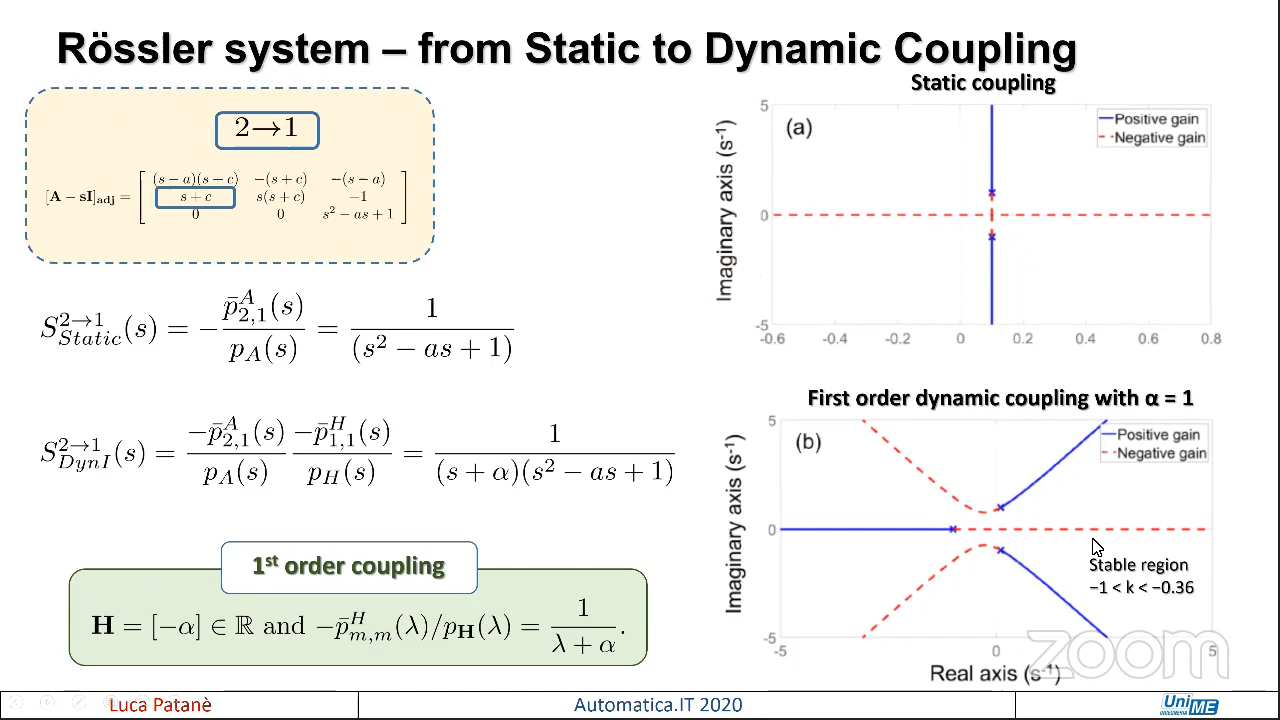 Rössler system – from Static to Dynamic Coupling
2→1
[A − sI]adj = [ (s − a)(s + c) −(s + c) −(s − a)
s + c s(s + c) −1
0 0 s² − as + 1 ]
S^{2→1}_{Static}(s) = − p̄^A_{2,1}(s) / p_A(s) = 1 / (s² − as + 1)
S^{2→1}_{DynI}(s) = −p̄^A_{2,1}(s) / p_A(s) −p̄^H_{1,1}(s) / p_H(s) = 1 / (s + α)(s² − as + 1)
1st order coupling
H = [−α] ∈ ℝ and −p̄^H_{m,m}(λ)/p_H(λ) = 1 / λ + α.
Static coupling
(a)
Positive gain
Negative gain
Imaginary axis (s⁻¹)
5
0
-5
-0.6 -0.4 -0.2 0 0.2 0.4 0.6 0.8
First order dynamic coupling with α = 1
(b)
Positive gain
Negative gain
Imaginary axis (s⁻¹)
5
0
-5
Stable region
−1 < k < −0.36
-5 0 5
Real axis (s⁻¹)
zoom
Luca Patanè
Automatica.IT 2020
UniME
INGEGNERIA